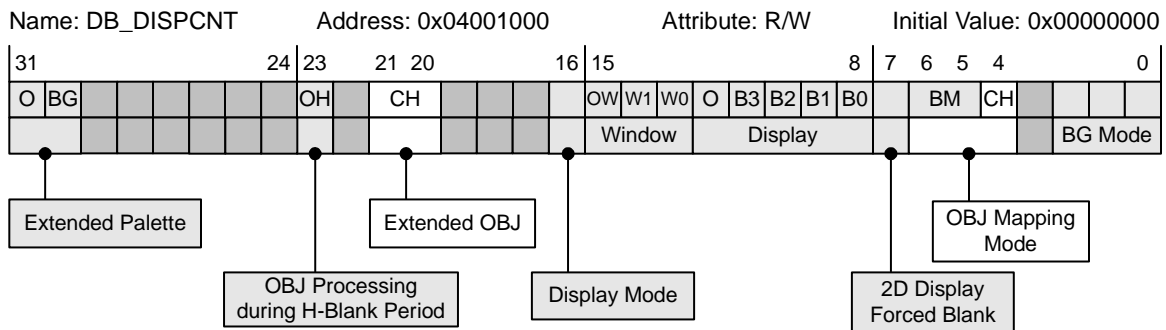 Name: DB_DISPCNT Address: 0x04001000 Attribute: R/W Initial Value: 0x00000000
31 24 23 21 20 16 15 8 7 6 5 4 0
O BG OH CH OW W1 W0 O B3 B2 B1 B0 BM CH
Window Display BG Mode
Extended Palette Extended OBJ OBJ Mapping
Mode
OBJ Processing
during H-Blank Period
Display Mode
2D Display
Forced Blank